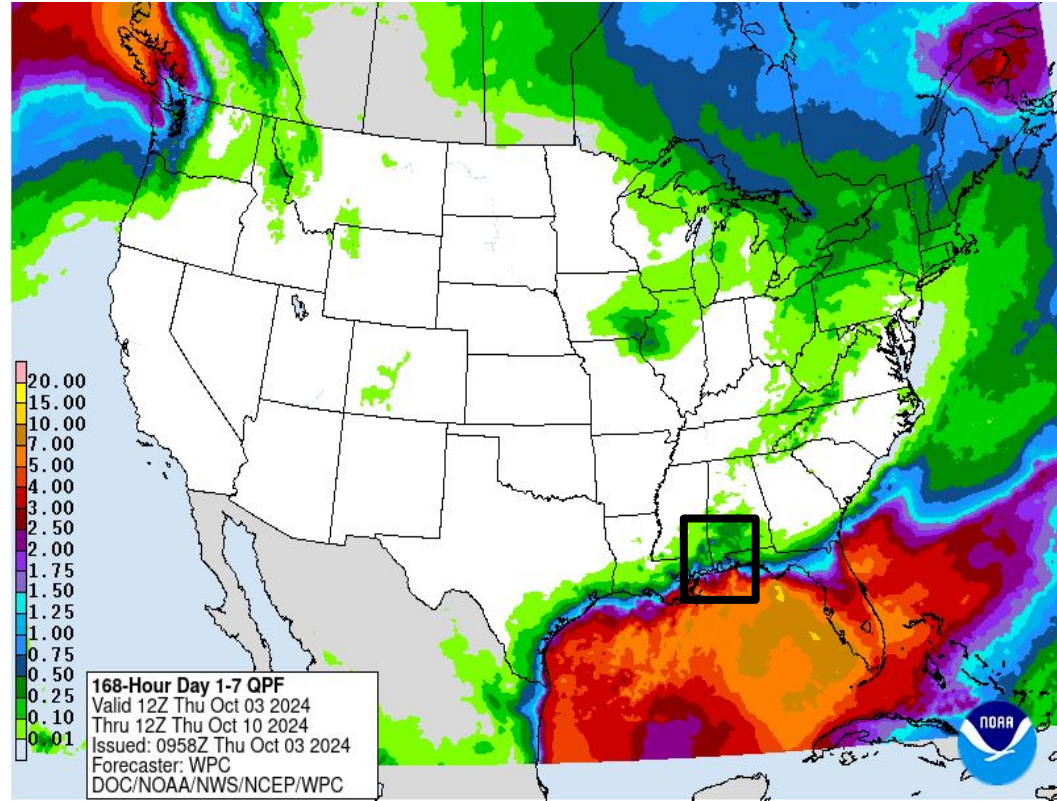 20.00
15.00
10.00
7.00
5.00
4.00
3.00
2.50
2.00
1.75
1.50
1.25
1.00
0.75
0.50
0.25
0.10
0.01
168-Hour Day 1-7 QPF
Valid 12Z Thu Oct 03 2024
Thru 12Z Thu Oct 10 2024
Issued: 0958Z Thu Oct 03 2024
Forecaster: WPC
DOC/NOAA/NWS/NCEP/WPC
NOAA